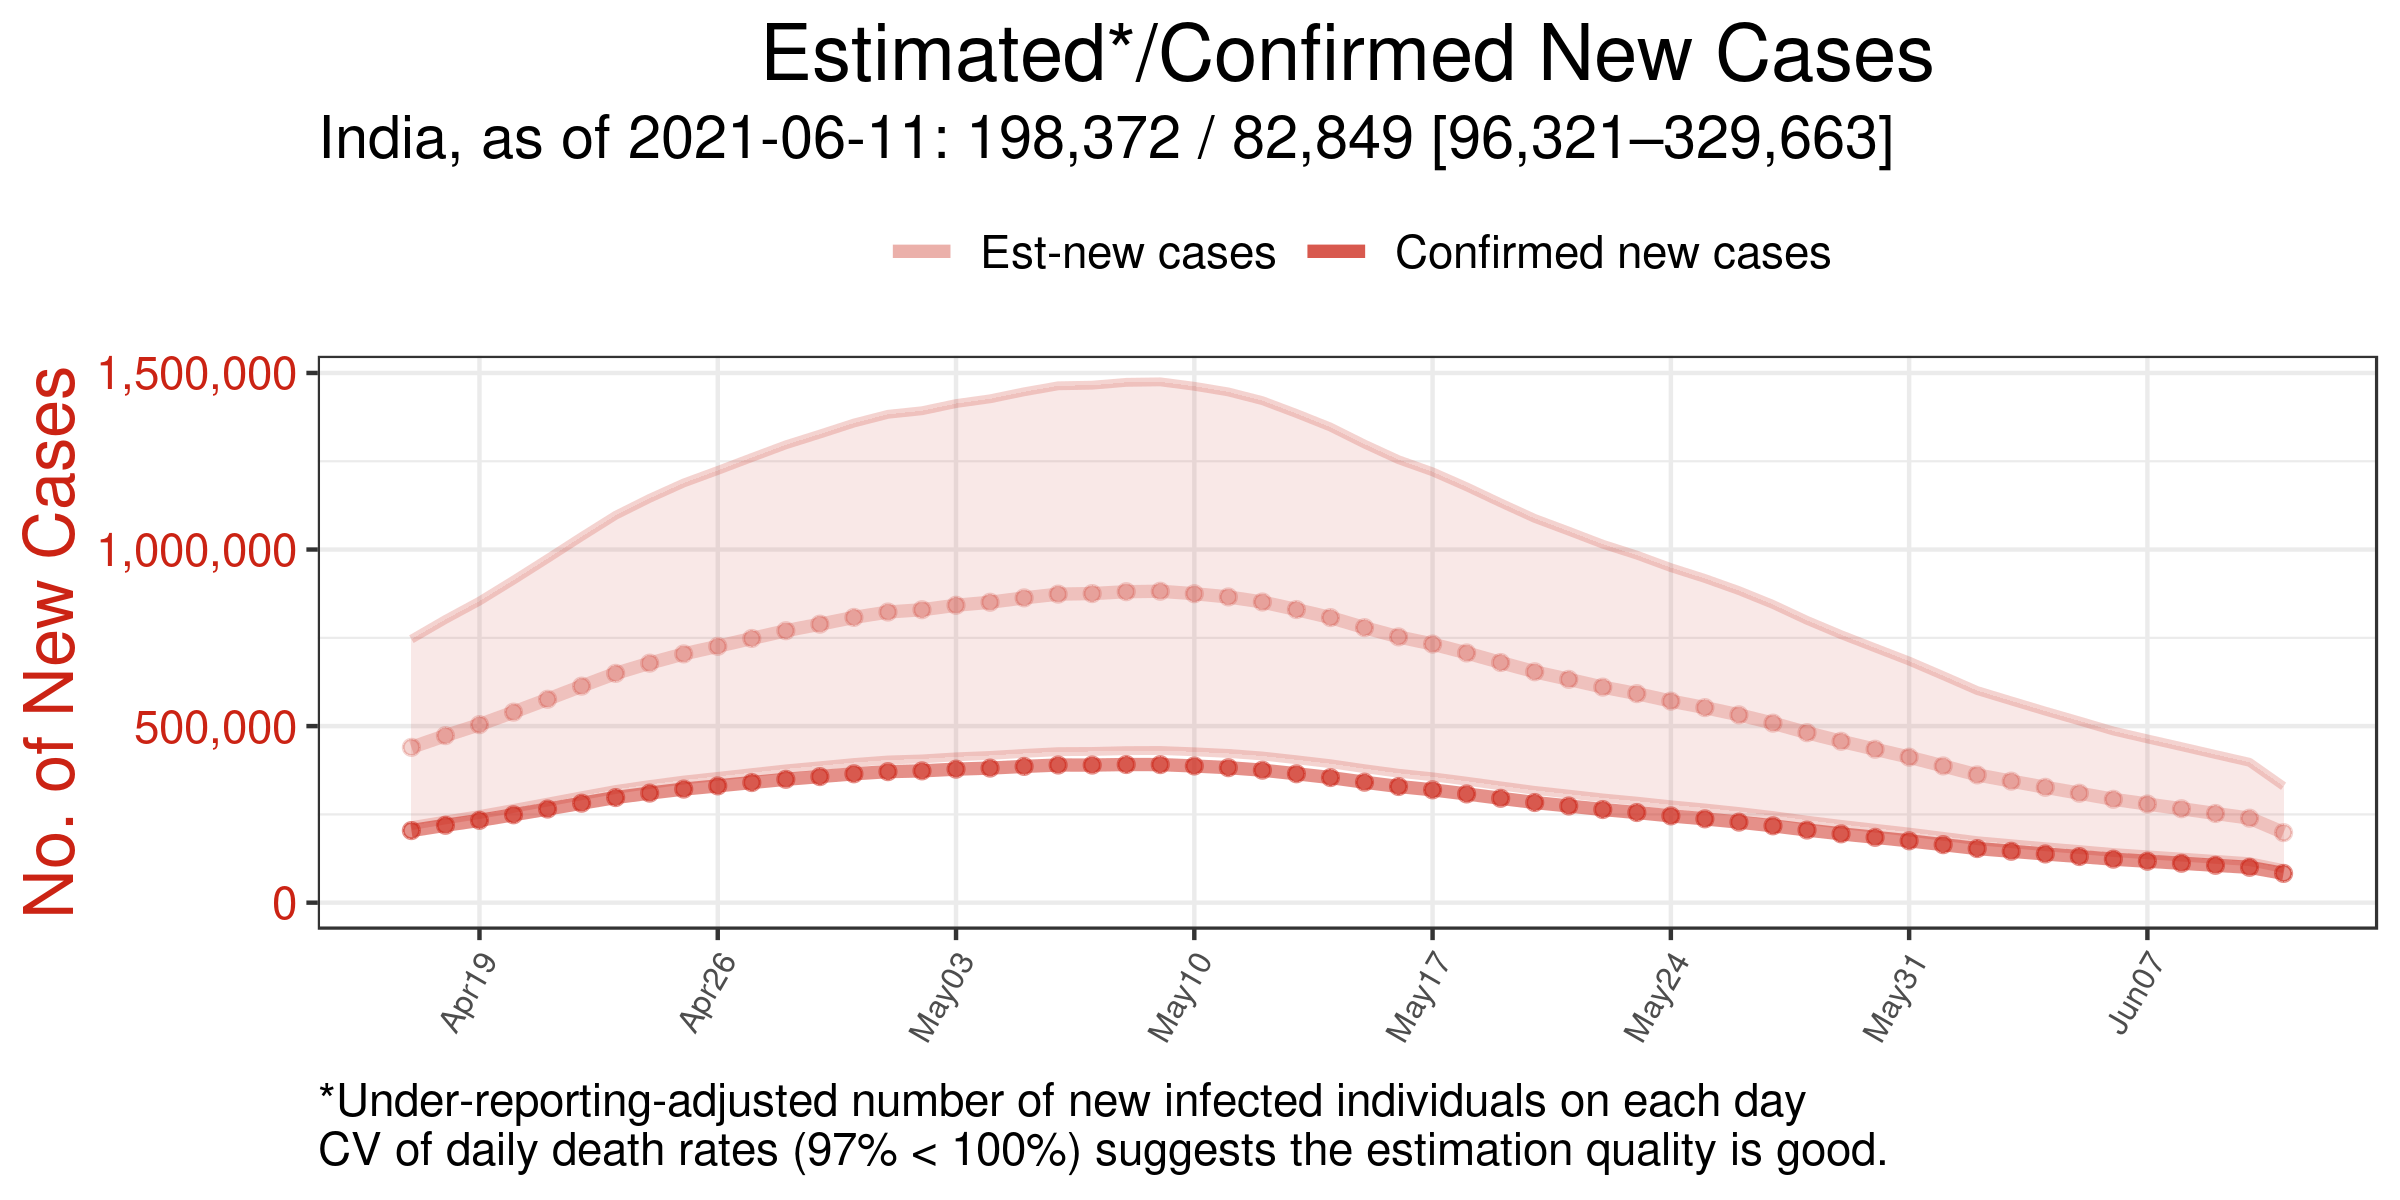 Estimated*/Confirmed New Cases
India, as of 2021-06-11: 198,372 / 82,849 [96,321–329,663]
Est-new cases
Confirmed new cases
No. of New Cases
1,500,000
1,000,000
500,000
0
Apr19
Apr26
May03
May10
May17
May24
May31
Jun07
*Under-reporting-adjusted number of new infected individuals on each day
CV of daily death rates (97% < 100%) suggests the estimation quality is good.